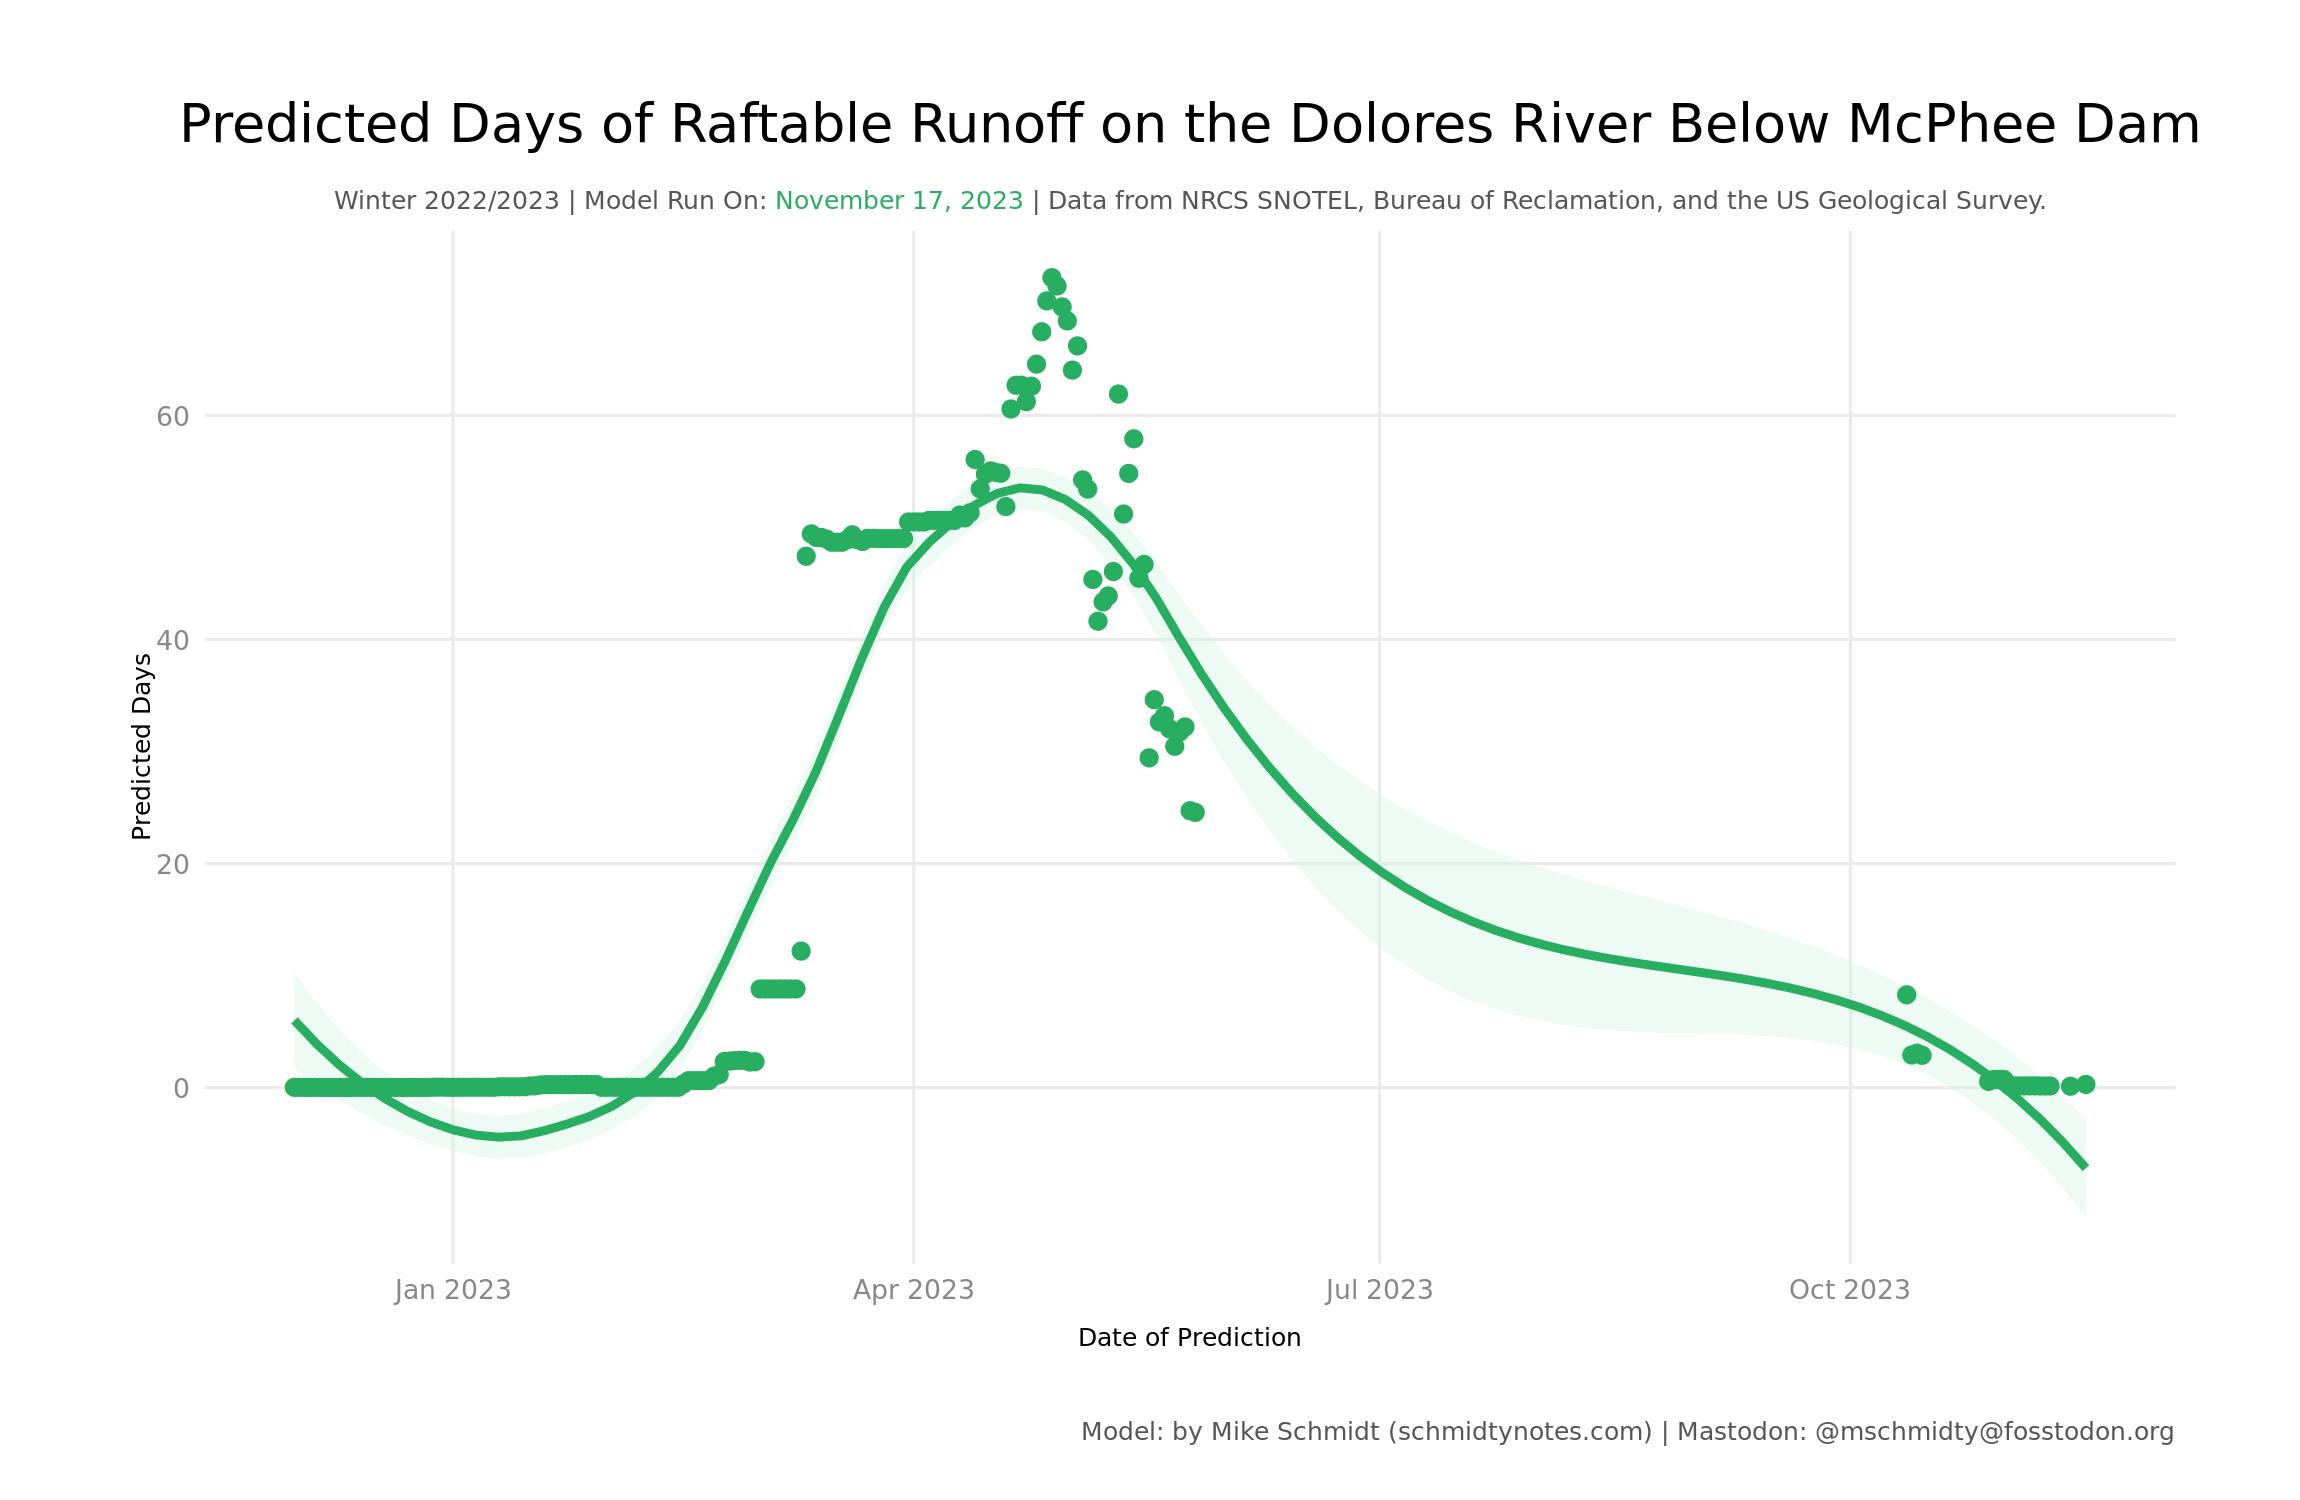 Predicted Days of Raftable Runoff on the Dolores River Below McPhee Dam
Winter 2022/2023 | Model Run On: November 17, 2023 | Data from NRCS SNOTEL, Bureau of Reclamation, and the US Geological Survey.
60
40
20
0
Predicted Days
Jan 2023
Apr 2023
Jul 2023
Oct 2023
Date of Prediction
Model: by Mike Schmidt (schmidtynotes.com) | Mastodon: @mschmidty@fosstodon.org